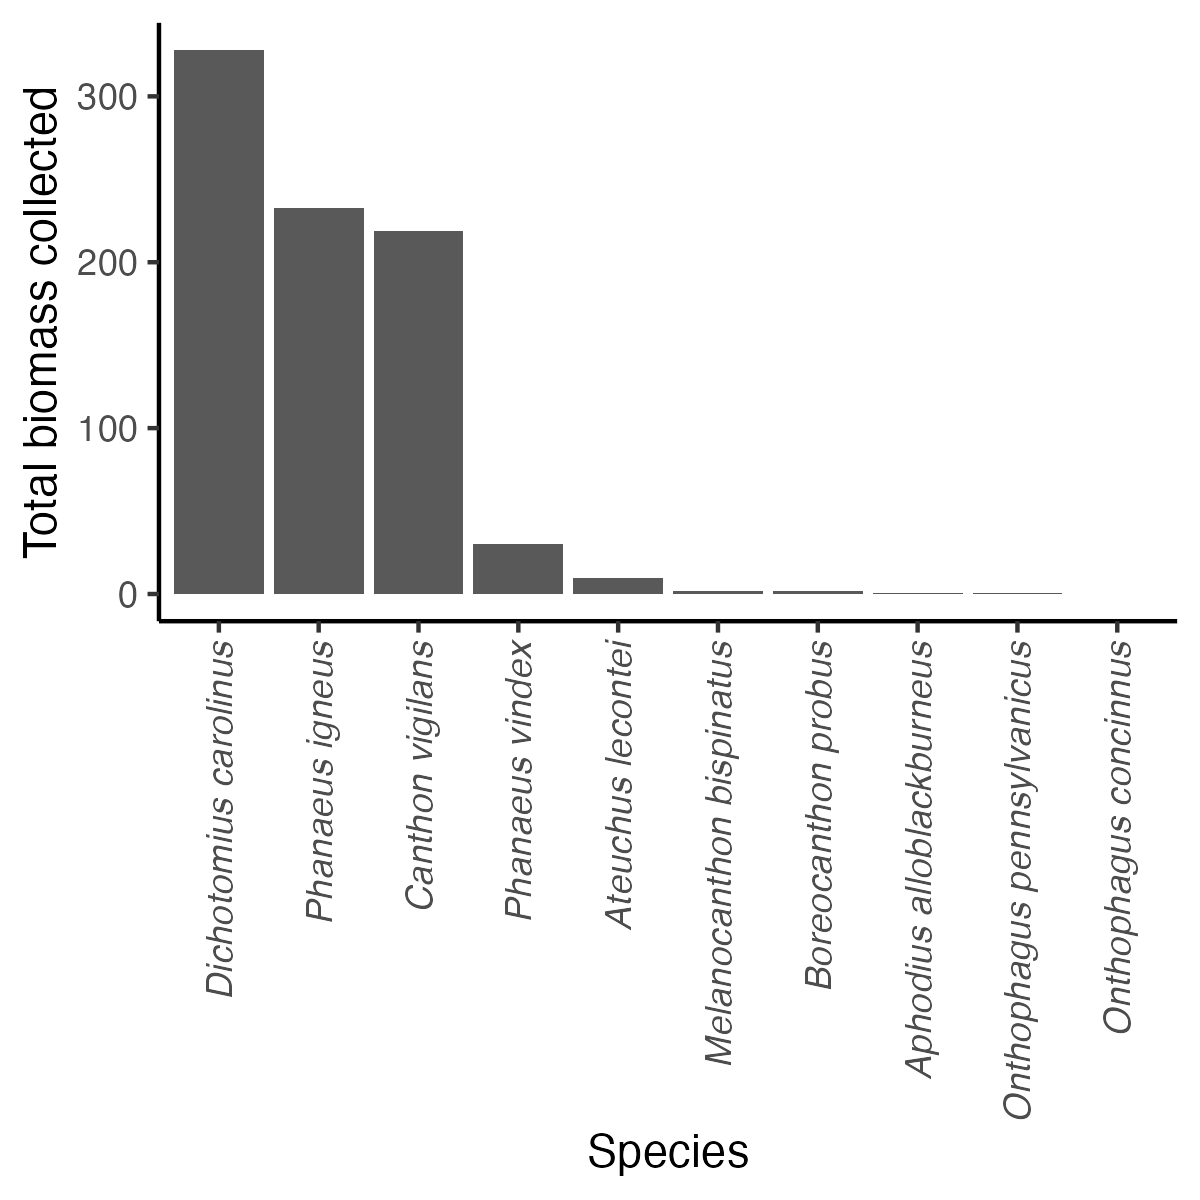 Total biomass collected
300
200
100
0
Dichotomius carolinus
Phanaeus igneus
Canthon vigilans
Phanaeus vindex
Ateuchus lecontei
Melanocanthon bispinatus
Boreocanthon probus
Aphodius alloblackburneus
Onthophagus pennsylvanicus
Onthophagus concinnus
Species